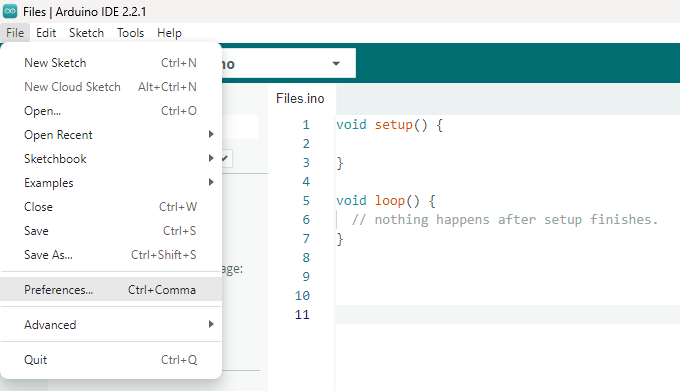 Files | Arduino IDE 2.2.1
File Edit Sketch Tools Help
New Sketch Ctrl+N
New Cloud Sketch Alt+Ctrl+N
Open... Ctrl+O
Open Recent
Sketchbook
Examples
Close Ctrl+W
Save Ctrl+S
Save As... Ctrl+Shift+S
Preferences... Ctrl+Comma
Advanced
Quit Ctrl+Q
no
age:
Files.ino
1 void setup() {
2
3 }
4
5 void loop() {
6 // nothing happens after setup finishes.
7 }
8
9
10
11